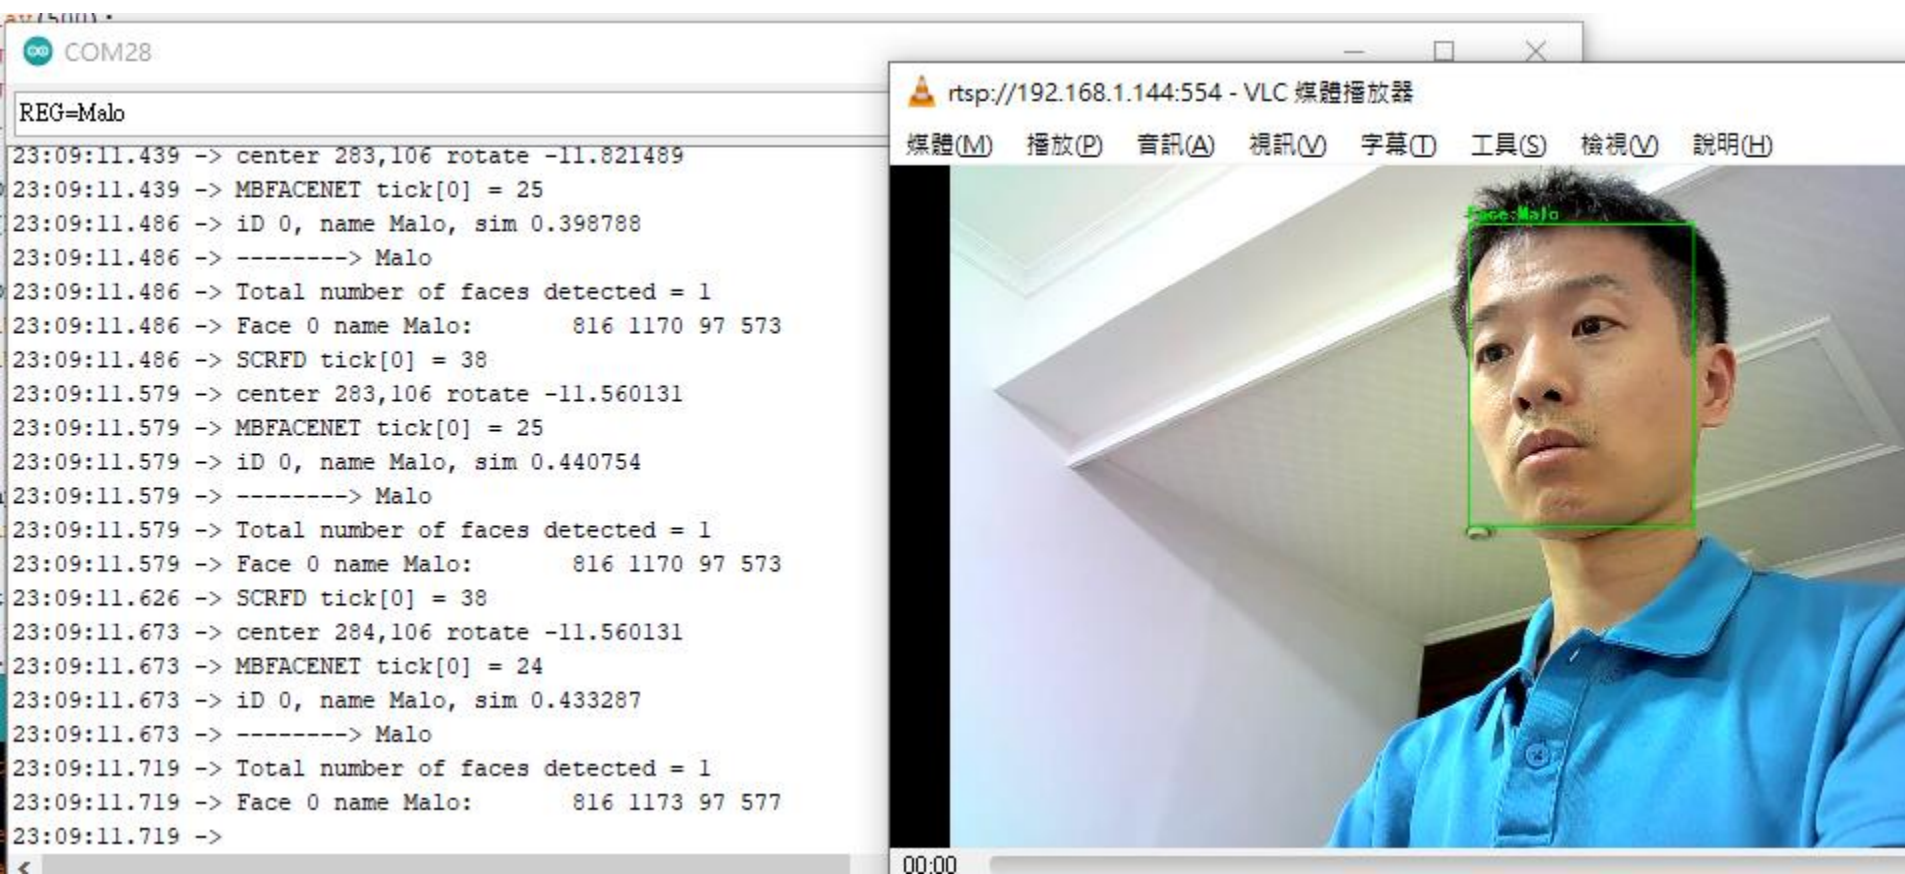 av(500);
COM28
REG=Malo
23:09:11.439 -> center 283,106 rotate -11.821489
23:09:11.439 -> MBFACENET tick[0] = 25
23:09:11.486 -> iD 0, name Malo, sim 0.398788
23:09:11.486 -> --------> Malo
23:09:11.486 -> Total number of faces detected = 1
23:09:11.486 -> Face 0 name Malo:	816 1170 97 573
23:09:11.486 -> SCRFD tick[0] = 38
23:09:11.579 -> center 283,106 rotate -11.560131
23:09:11.579 -> MBFACENET tick[0] = 25
23:09:11.579 -> iD 0, name Malo, sim 0.440754
23:09:11.579 -> --------> Malo
23:09:11.579 -> Total number of faces detected = 1
23:09:11.579 -> Face 0 name Malo:	816 1170 97 573
23:09:11.626 -> SCRFD tick[0] = 38
23:09:11.673 -> center 284,106 rotate -11.560131
23:09:11.673 -> MBFACENET tick[0] = 24
23:09:11.673 -> iD 0, name Malo, sim 0.433287
23:09:11.673 -> --------> Malo
23:09:11.719 -> Total number of faces detected = 1
23:09:11.719 -> Face 0 name Malo:	816 1173 97 577
23:09:11.719 ->
rtsp://192.168.1.144:554 - VLC 媒體播放器
媒體(M) 播放(P) 音訊(A) 視訊(V) 字幕(T) 工具(S) 檢視(V) 說明(H)
Face:Malo
00:00